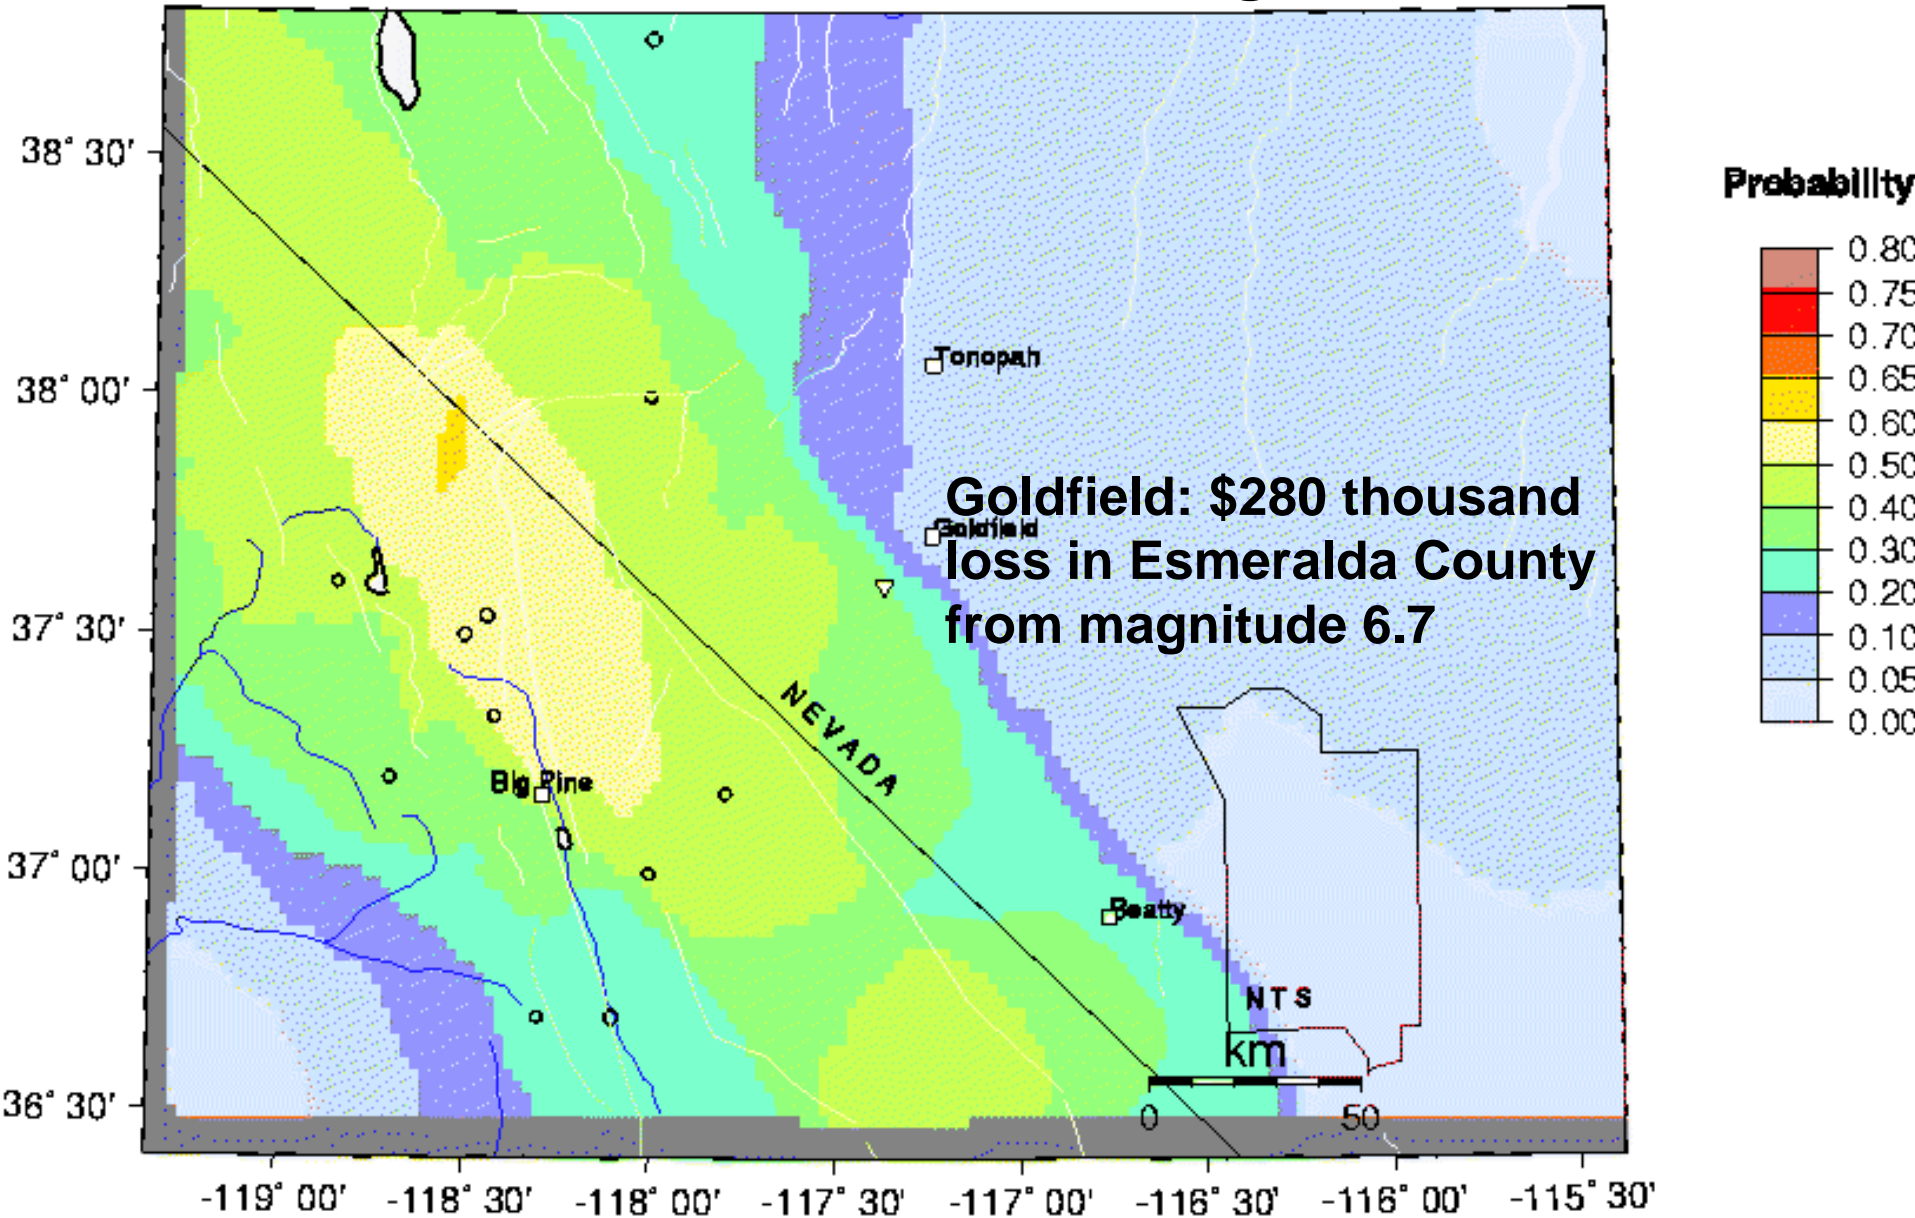 38° 30'
38° 00'
37° 30'
37° 00'
36° 30'
Tonopah
Goldfield: $280 thousand
Goldfield
loss in Esmeralda County
from magnitude 6.7
NEVADA
Big Pine
Beatty
NTS
km
0 50
-119° 00' -118° 30' -118° 00' -117° 30' -117° 00' -116° 30' -116° 00' -115° 30'
Probability
0.80
0.75
0.70
0.65
0.60
0.50
0.40
0.30
0.20
0.10
0.05
0.00